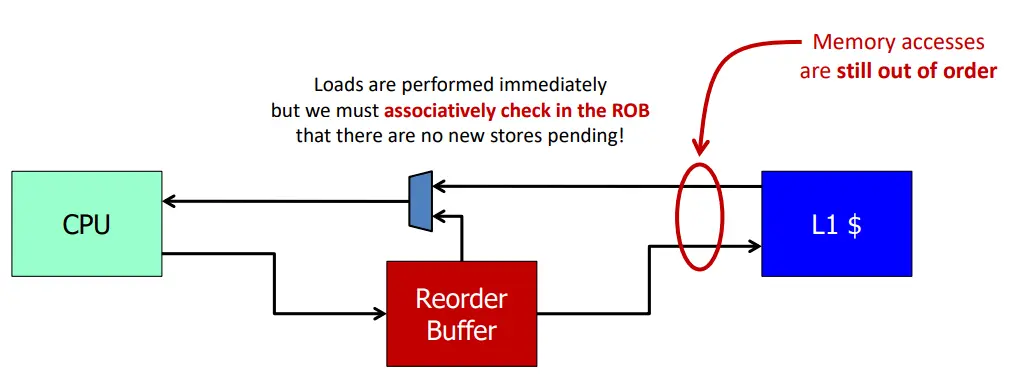 Memory accesses
are still out of order
Loads are performed immediately
but we must associatively check in the ROB
that there are no new stores pending!
CPU
L1 $
Reorder
Buffer